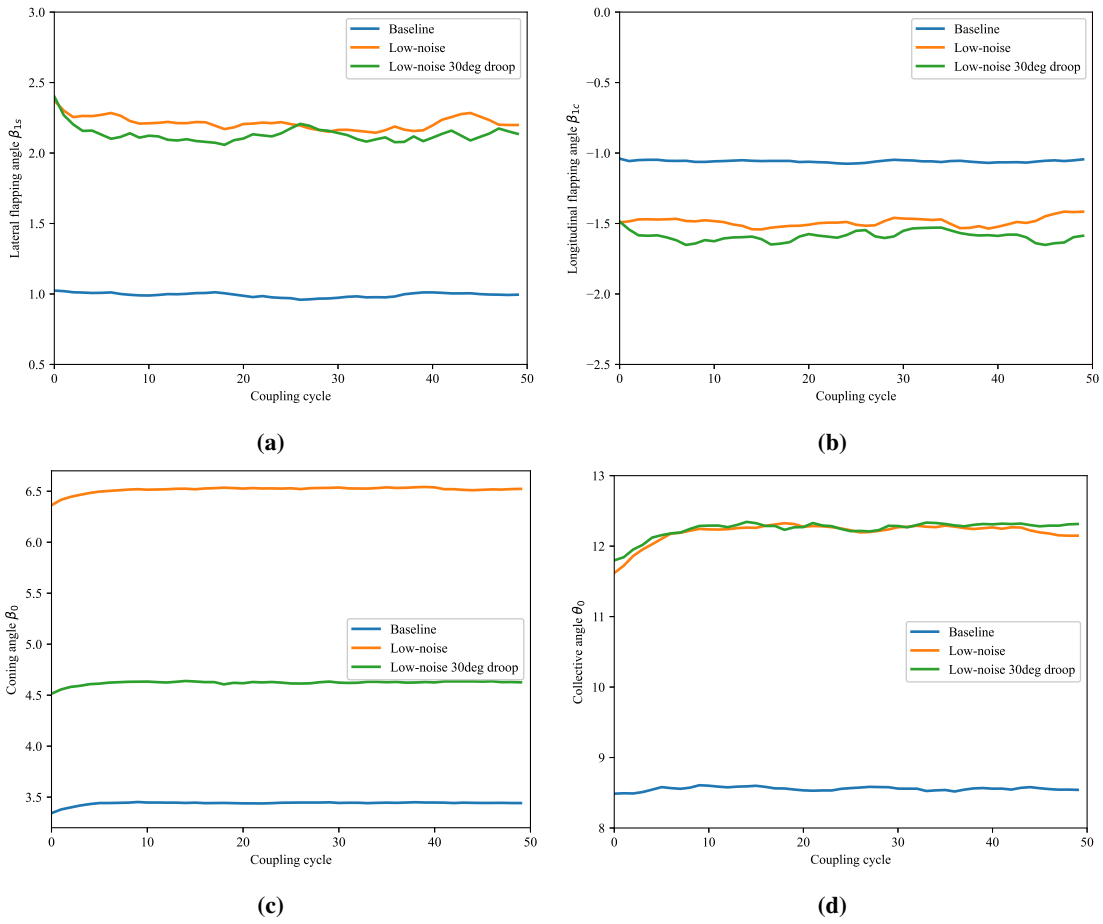 3.0
2.5
2.0
1.5
1.0
0.5
Lateral flapping angle β1s
Baseline
Low-noise
Low-noise 30deg droop
0 10 20 30 40 50
Coupling cycle
(a)
0.0
−0.5
−1.0
−1.5
−2.0
−2.5
Longitudinal flapping angle β1c
Baseline
Low-noise
Low-noise 30deg droop
0 10 20 30 40 50
Coupling cycle
(b)
6.5
6.0
5.5
5.0
4.5
4.0
3.5
Coning angle β0
Baseline
Low-noise
Low-noise 30deg droop
0 10 20 30 40 50
Coupling cycle
(c)
13
12
11
10
9
8
Collective angle θ0
Baseline
Low-noise
Low-noise 30deg droop
0 10 20 30 40 50
Coupling cycle
(d)